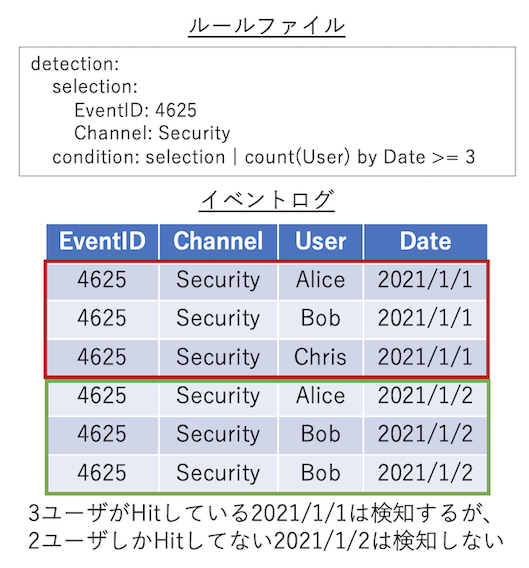 ルールファイル
detection:
selection:
EventID: 4625
Channel: Security
condition: selection | count(User) by Date >= 3
イベントログ
EventID Channel User Date
4625 Security Alice 2021/1/1
4625 Security Bob 2021/1/1
4625 Security Chris 2021/1/1
4625 Security Alice 2021/1/2
4625 Security Bob 2021/1/2
4625 Security Bob 2021/1/2
3ユーザがHitしている2021/1/1は検知するが、
2ユーザしかHitしてない2021/1/2は検知しない